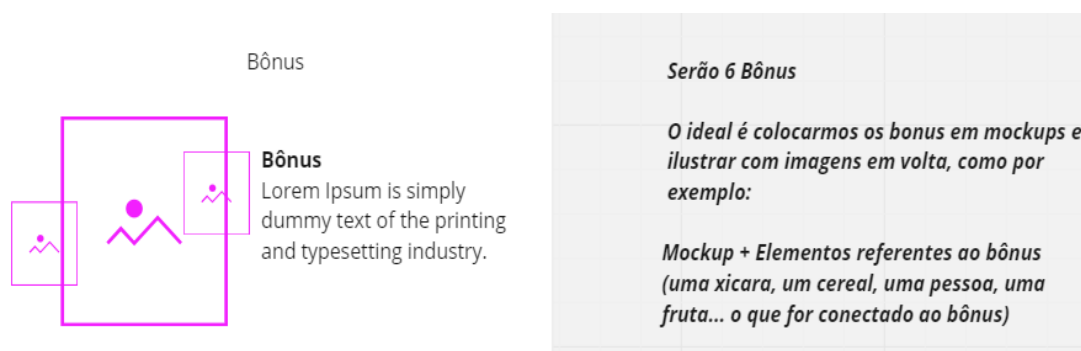 Bônus
Bônus
Lorem Ipsum is simply
dummy text of the printing
and typesetting industry.
Serão 6 Bônus
O ideal é colocarmos os bonus em mockups e
ilustrar com imagens em volta, como por
exemplo:
Mockup + Elementos referentes ao bônus
(uma xicara, um cereal, uma pessoa, uma
fruta... o que for conectado ao bônus)